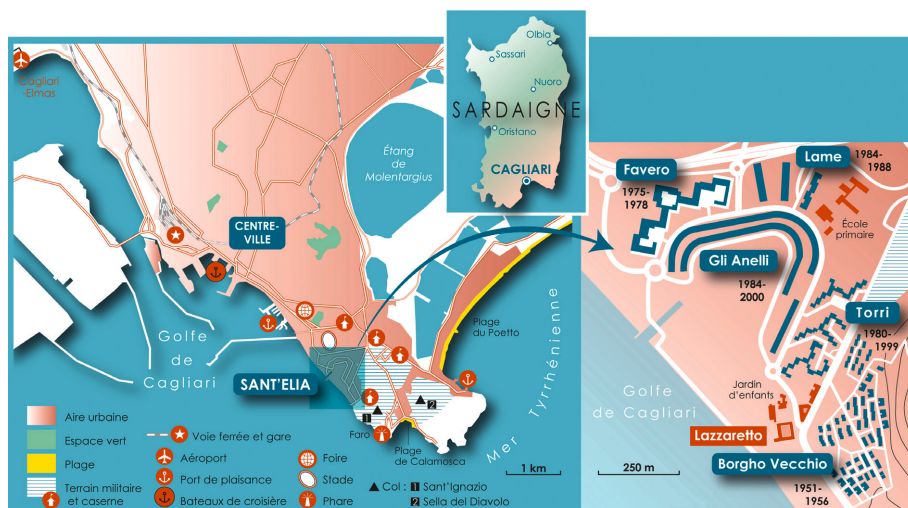 Cagliari
-Elmas
CENTRE-
VILLE
Étang
de
Molentargius
Golfe
de
Cagliari
SANT'ELIA
Faro
1
2
Plage
de Calamosca
Plage
du Poetto
Mer Tyrrhénienne
1 km
Olbia
Sassari
Nuoro
SARDAIGNE
Oristano
CAGLIARI
Favero
1975-
1978
Lame
1984-
1988
École
primaire
Gli Anelli
1984-
2000
Torri
1980-
1999
Golfe
de Cagliari
Jardin
d'enfants
Lazzaretto
Borgho Vecchio
1951-
1956
250 m
Aire urbaine
Espace vert
Plage
Terrain militaire
et caserne
Voie ferrée et gare
Aéroport
Port de plaisance
Bateaux de croisière
Foire
Stade
Phare
Col : 1 Sant'Ignazio
2 Sella del Diavolo